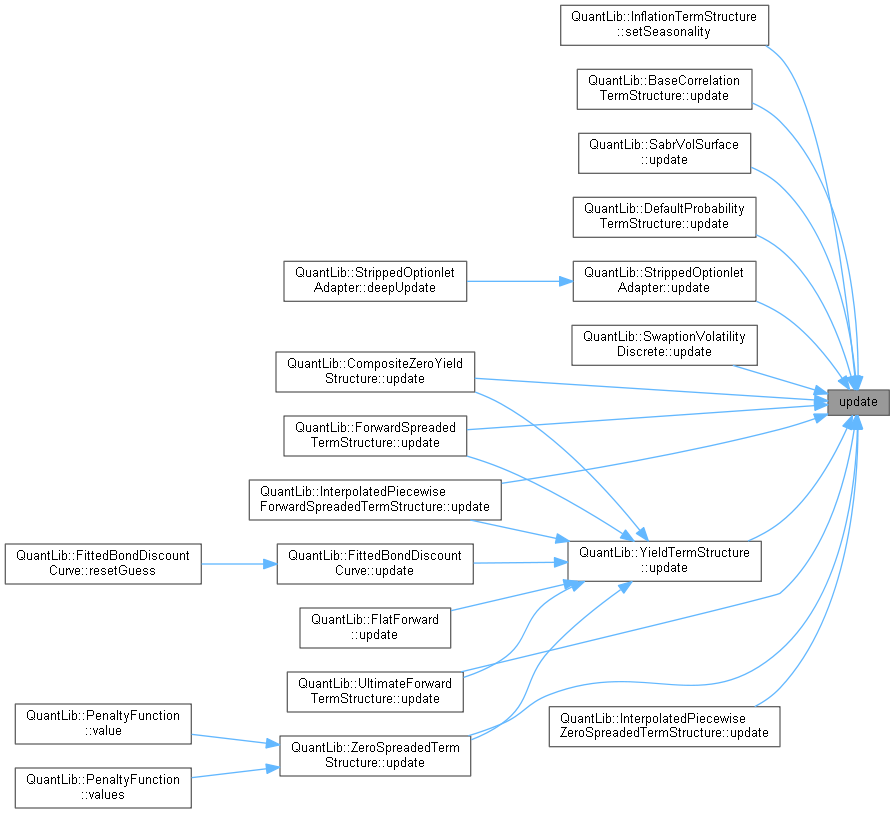 QuantLib::InflationTermStructure
::setSeasonality
QuantLib::BaseCorrelation
TermStructure::update
QuantLib::SabrVolSurface
::update
QuantLib::DefaultProbability
TermStructure::update
QuantLib::StrippedOptionlet
Adapter::deepUpdate
QuantLib::StrippedOptionlet
Adapter::update
QuantLib::SwaptionVolatility
Discrete::update
QuantLib::CompositeZeroYield
Structure::update
update
QuantLib::ForwardSpreaded
TermStructure::update
QuantLib::InterpolatedPiecewise
ForwardSpreadedTermStructure::update
QuantLib::FittedBondDiscount
Curve::resetGuess
QuantLib::FittedBondDiscount
Curve::update
QuantLib::YieldTermStructure
::update
QuantLib::FlatForward
::update
QuantLib::UltimateForward
TermStructure::update
QuantLib::PenaltyFunction
::value
QuantLib::InterpolatedPiecewise
ZeroSpreadedTermStructure::update
QuantLib::ZeroSpreadedTerm
Structure::update
QuantLib::PenaltyFunction
::values